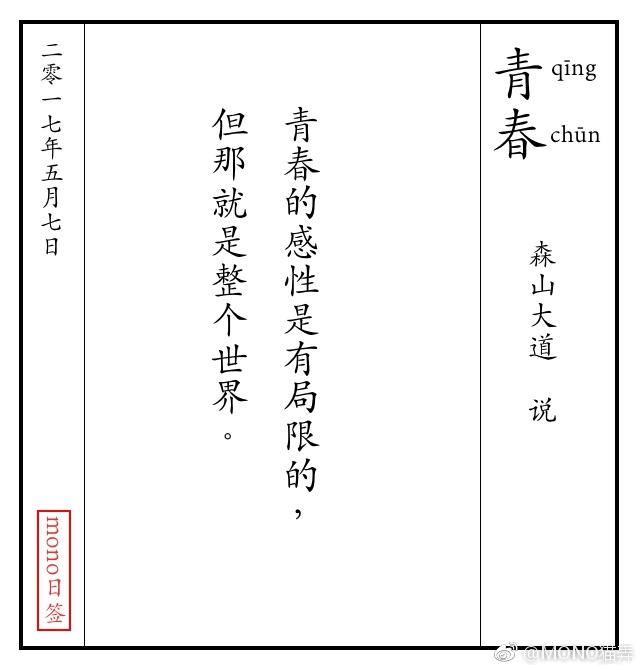 青春
qīng
chūn
森山大道 说
青春的感性是有局限的，
但那就是整个世界。
二零一七年五月七日
mono日签
@MONO猫弄